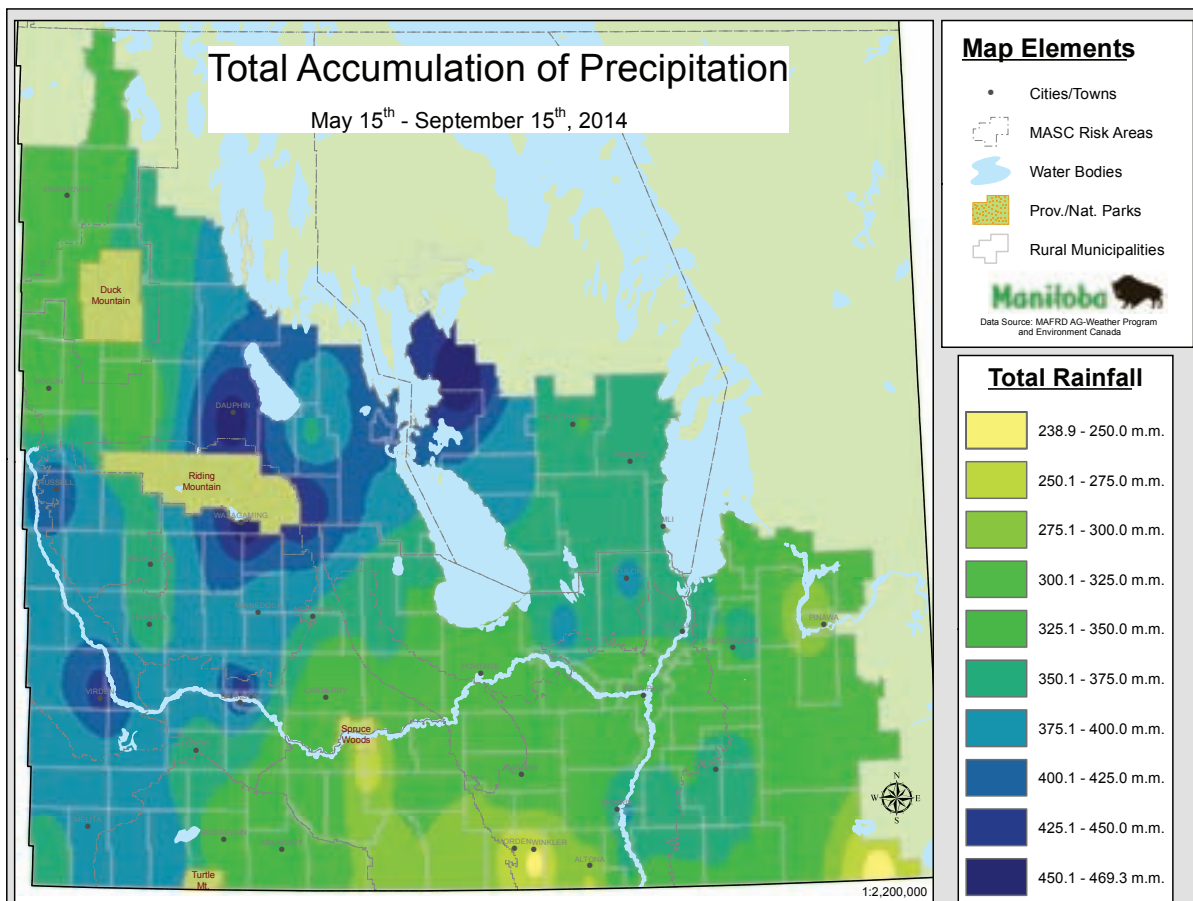 Total Accumulation of Precipitation
May 15th - September 15th, 2014
Duck
Mountain
DAUPHIN
Riding
Mountain
RUSSELL
WASAGAMING
PINAWA
VIRDEN
Spruce
Woods
MORDEN WINKLER
ALTONA
Turtle
Mt.
1:2,200,000
N
W E
S
Map Elements
Cities/Towns
MASC Risk Areas
Water Bodies
Prov./Nat. Parks
Rural Municipalities
Manitoba
Data Source: MAFRD AG-Weather Program
and Environment Canada
Total Rainfall
238.9 - 250.0 m.m.
250.1 - 275.0 m.m.
275.1 - 300.0 m.m.
300.1 - 325.0 m.m.
325.1 - 350.0 m.m.
350.1 - 375.0 m.m.
375.1 - 400.0 m.m.
400.1 - 425.0 m.m.
425.1 - 450.0 m.m.
450.1 - 469.3 m.m.